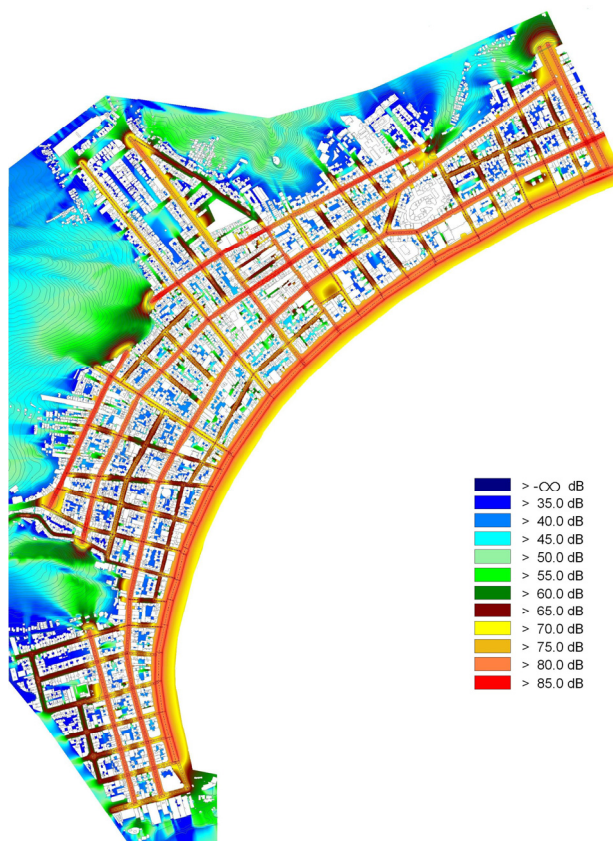 > -∞ dB
> 35.0 dB
> 40.0 dB
> 45.0 dB
> 50.0 dB
> 55.0 dB
> 60.0 dB
> 65.0 dB
> 70.0 dB
> 75.0 dB
> 80.0 dB
> 85.0 dB